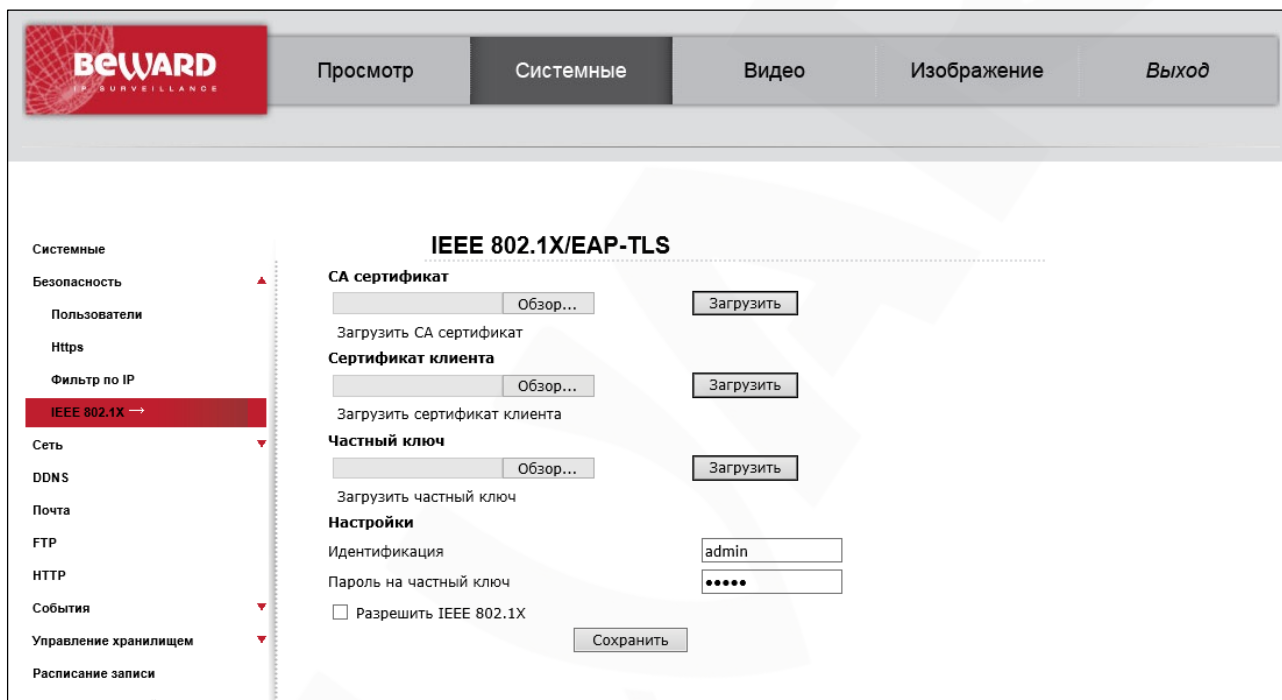 BEWARD
IP SURVEILLANCE
Просмотр
Системные
Видео
Изображение
Выход
Системные
Безопасность
Пользователи
Https
Фильтр по IP
IEEE 802.1X →
Сеть
DDNS
Почта
FTP
HTTP
События
Управление хранилищем
Расписание записи
IEEE 802.1X/EAP-TLS
СА сертификат
Обзор...
Загрузить
Загрузить СА сертификат
Сертификат клиента
Обзор...
Загрузить
Загрузить сертификат клиента
Частный ключ
Обзор...
Загрузить
Загрузить частный ключ
Настройки
Идентификация
admin
Пароль на частный ключ
•••••
Разрешить IEEE 802.1X
Сохранить